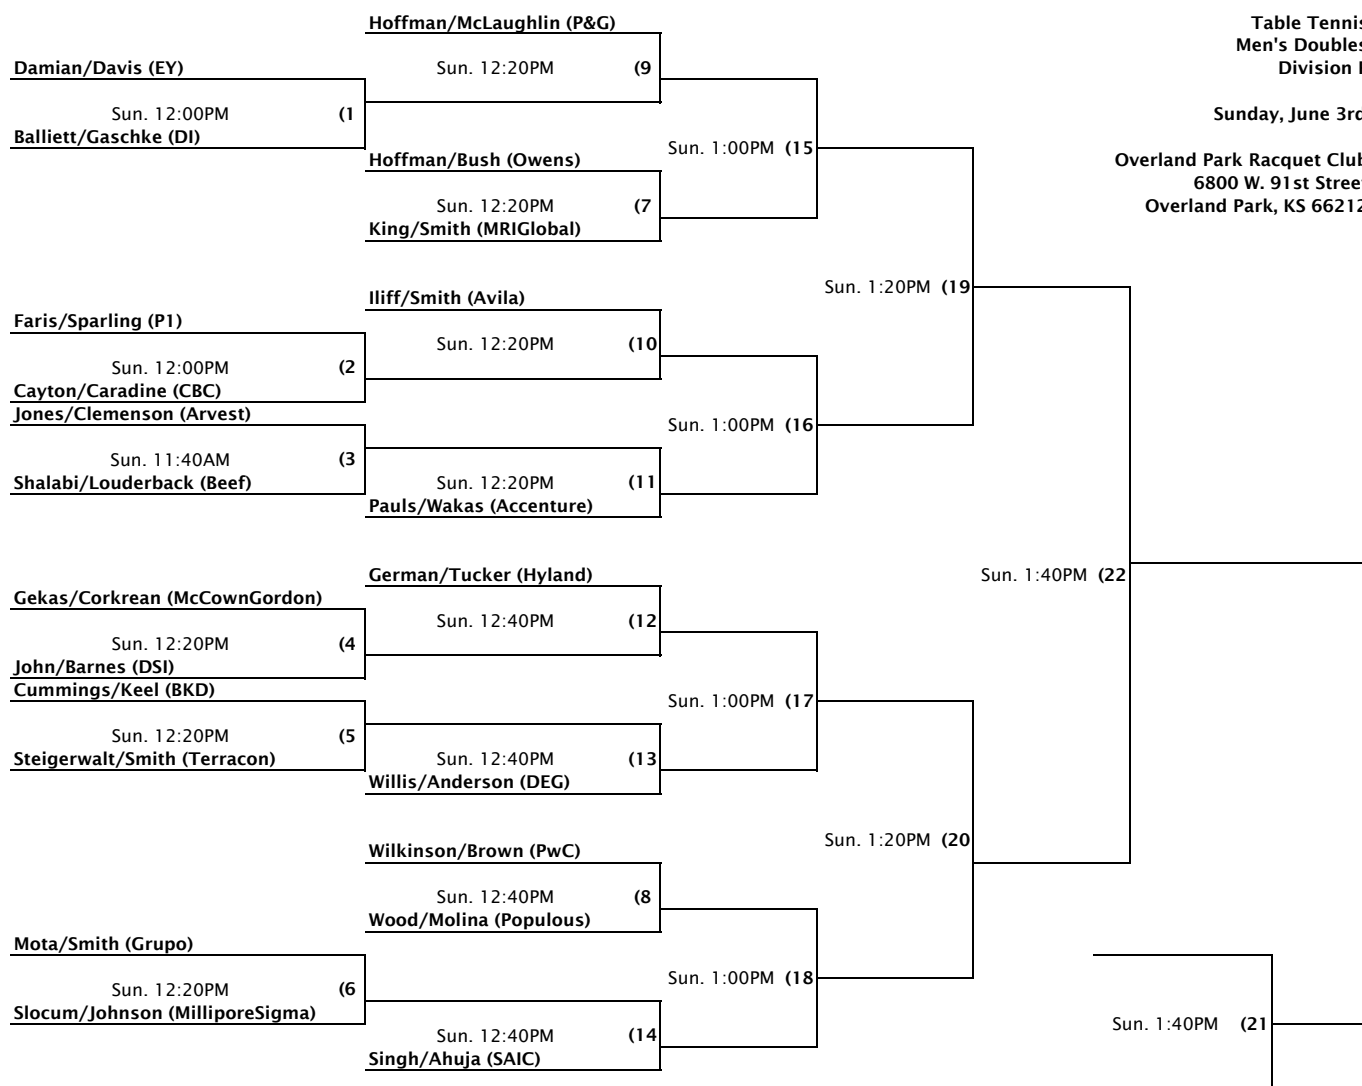 Hoffman/McLaughlin (P&G)
Table Tennis
Men's Doubles
Damian/Davis (EY)
Sun. 12:20PM (9
Division I
Sun. 12:00PM (1
Sunday, June 3rd
Balliett/Gaschke (DI)
Sun. 1:00PM (15
Hoffman/Bush (Owens)
Overland Park Racquet Club
6800 W. 91st Street
Sun. 12:20PM (7
Overland Park, KS 66212
King/Smith (MRIGlobal)
Sun. 1:20PM (19
Iliff/Smith (Avila)
Faris/Sparling (P1)
Sun. 12:20PM (10
Sun. 12:00PM (2
Cayton/Caradine (CBC)
Jones/Clemenson (Arvest)
Sun. 1:00PM (16
Sun. 11:40AM (3
Shalabi/Louderback (Beef)
Sun. 12:20PM (11
Pauls/Wakas (Accenture)
German/Tucker (Hyland)
Sun. 1:40PM (22
Gekas/Corkrean (McCownGordon)
Sun. 12:40PM (12
Sun. 12:20PM (4
John/Barnes (DSI)
Cummings/Keel (BKD)
Sun. 1:00PM (17
Sun. 12:20PM (5
Steigerwalt/Smith (Terracon)
Sun. 12:40PM (13
Willis/Anderson (DEG)
Sun. 1:20PM (20
Wilkinson/Brown (PwC)
Sun. 12:40PM (8
Wood/Molina (Populous)
Mota/Smith (Grupo)
Sun. 1:00PM (18
Sun. 12:20PM (6
Slocum/Johnson (MilliporeSigma)
Sun. 1:40PM (21
Sun. 12:40PM (14
Singh/Ahuja (SAIC)